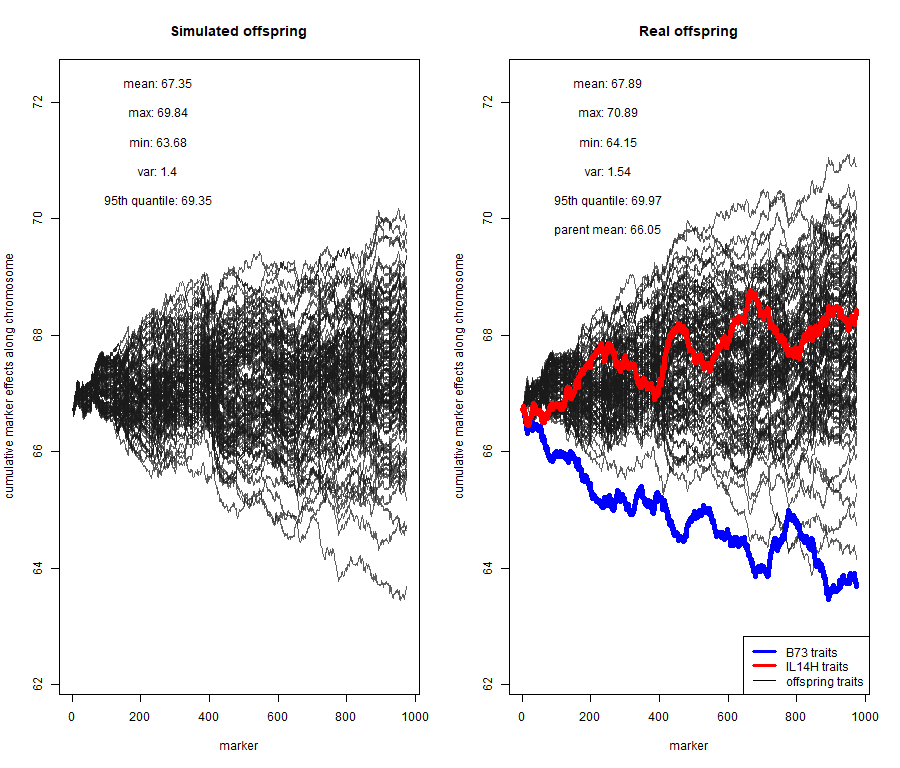 Simulated offspring
mean: 67.35
max: 69.84
min: 63.68
var: 1.4
95th quantile: 69.35
cumulative marker effects along chromosome
72
70
68
66
64
62
0 200 400 600 800 1000
marker
Real offspring
mean: 67.89
max: 70.89
min: 64.15
var: 1.54
95th quantile: 69.97
parent mean: 66.05
cumulative marker effects along chromosome
72
70
68
66
64
62
B73 traits
IL14H traits
offspring traits
0 200 400 600 800 1000
marker